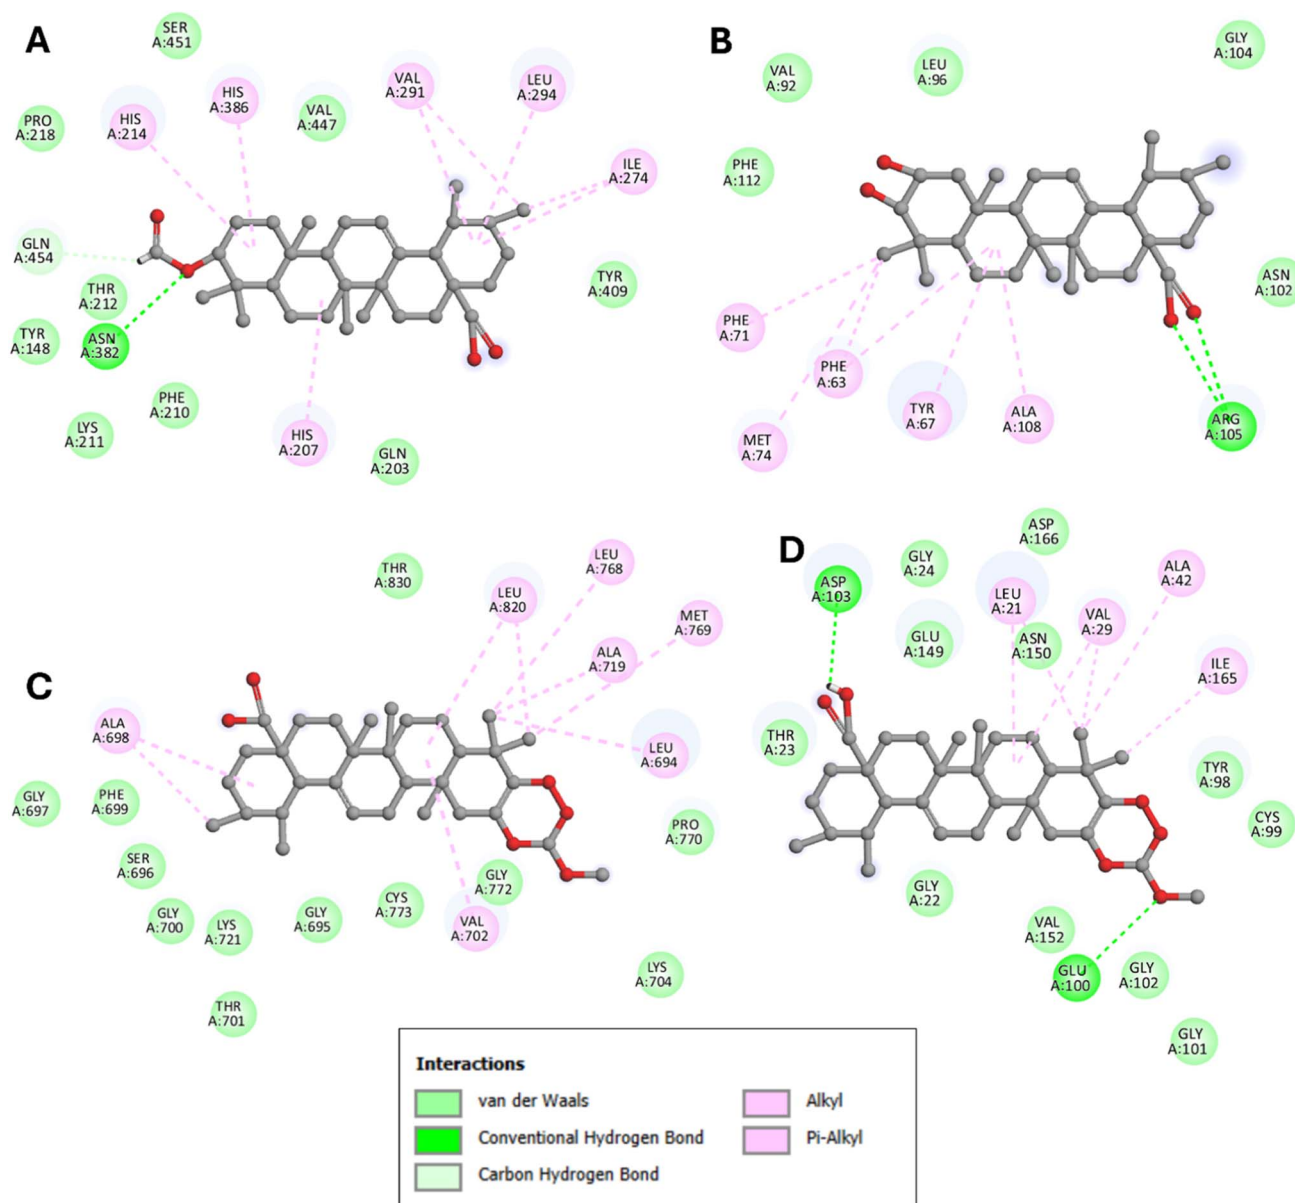 A
SER
A:451
HIS
A:386
VAL
A:291
LEU
A:294
PRO
A:218
HIS
A:214
VAL
A:447
ILE
A:274
GLN
A:454
THR
A:212
TYR
A:409
TYR
A:148
ASN
A:382
PHE
A:210
LYS
A:211
HIS
A:207
GLN
A:203
B
GLY
A:104
VAL
A:92
LEU
A:96
PHE
A:112
ASN
A:102
PHE
A:71
PHE
A:63
TYR
A:67
ALA
A:108
ARG
A:105
MET
A:74
C
THR
A:830
LEU
A:768
LEU
A:820
MET
A:769
ALA
A:719
ALA
A:698
LEU
A:694
GLY
A:697
PHE
A:699
PRO
A:770
SER
A:696
GLY
A:772
GLY
A:700
LYS
A:721
GLY
A:695
CYS
A:773
VAL
A:702
LYS
A:704
THR
A:701
D
ASP
A:166
GLY
A:24
ASP
A:103
LEU
A:21
ALA
A:42
VAL
A:29
GLU
A:149
ASN
A:150
ILE
A:165
THR
A:23
TYR
A:98
CYS
A:99
GLY
A:22
VAL
A:152
GLU
A:100
GLY
A:102
GLY
A:101
Interactions
van der Waals
Conventional Hydrogen Bond
Carbon Hydrogen Bond
Alkyl
Pi-Alkyl